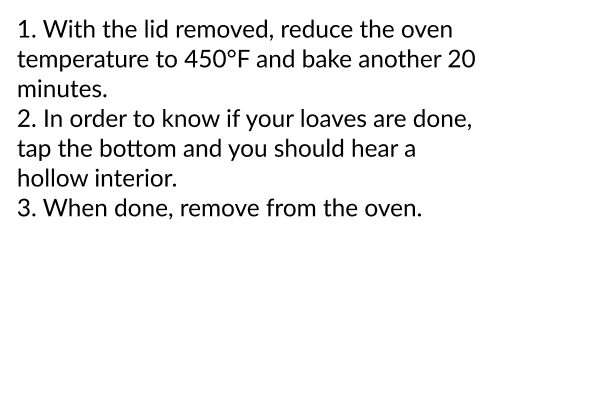 1. With the lid removed, reduce the oven
temperature to 450°F and bake another 20
minutes.
2. In order to know if your loaves are done,
tap the bottom and you should hear a
hollow interior.
3. When done, remove from the oven.